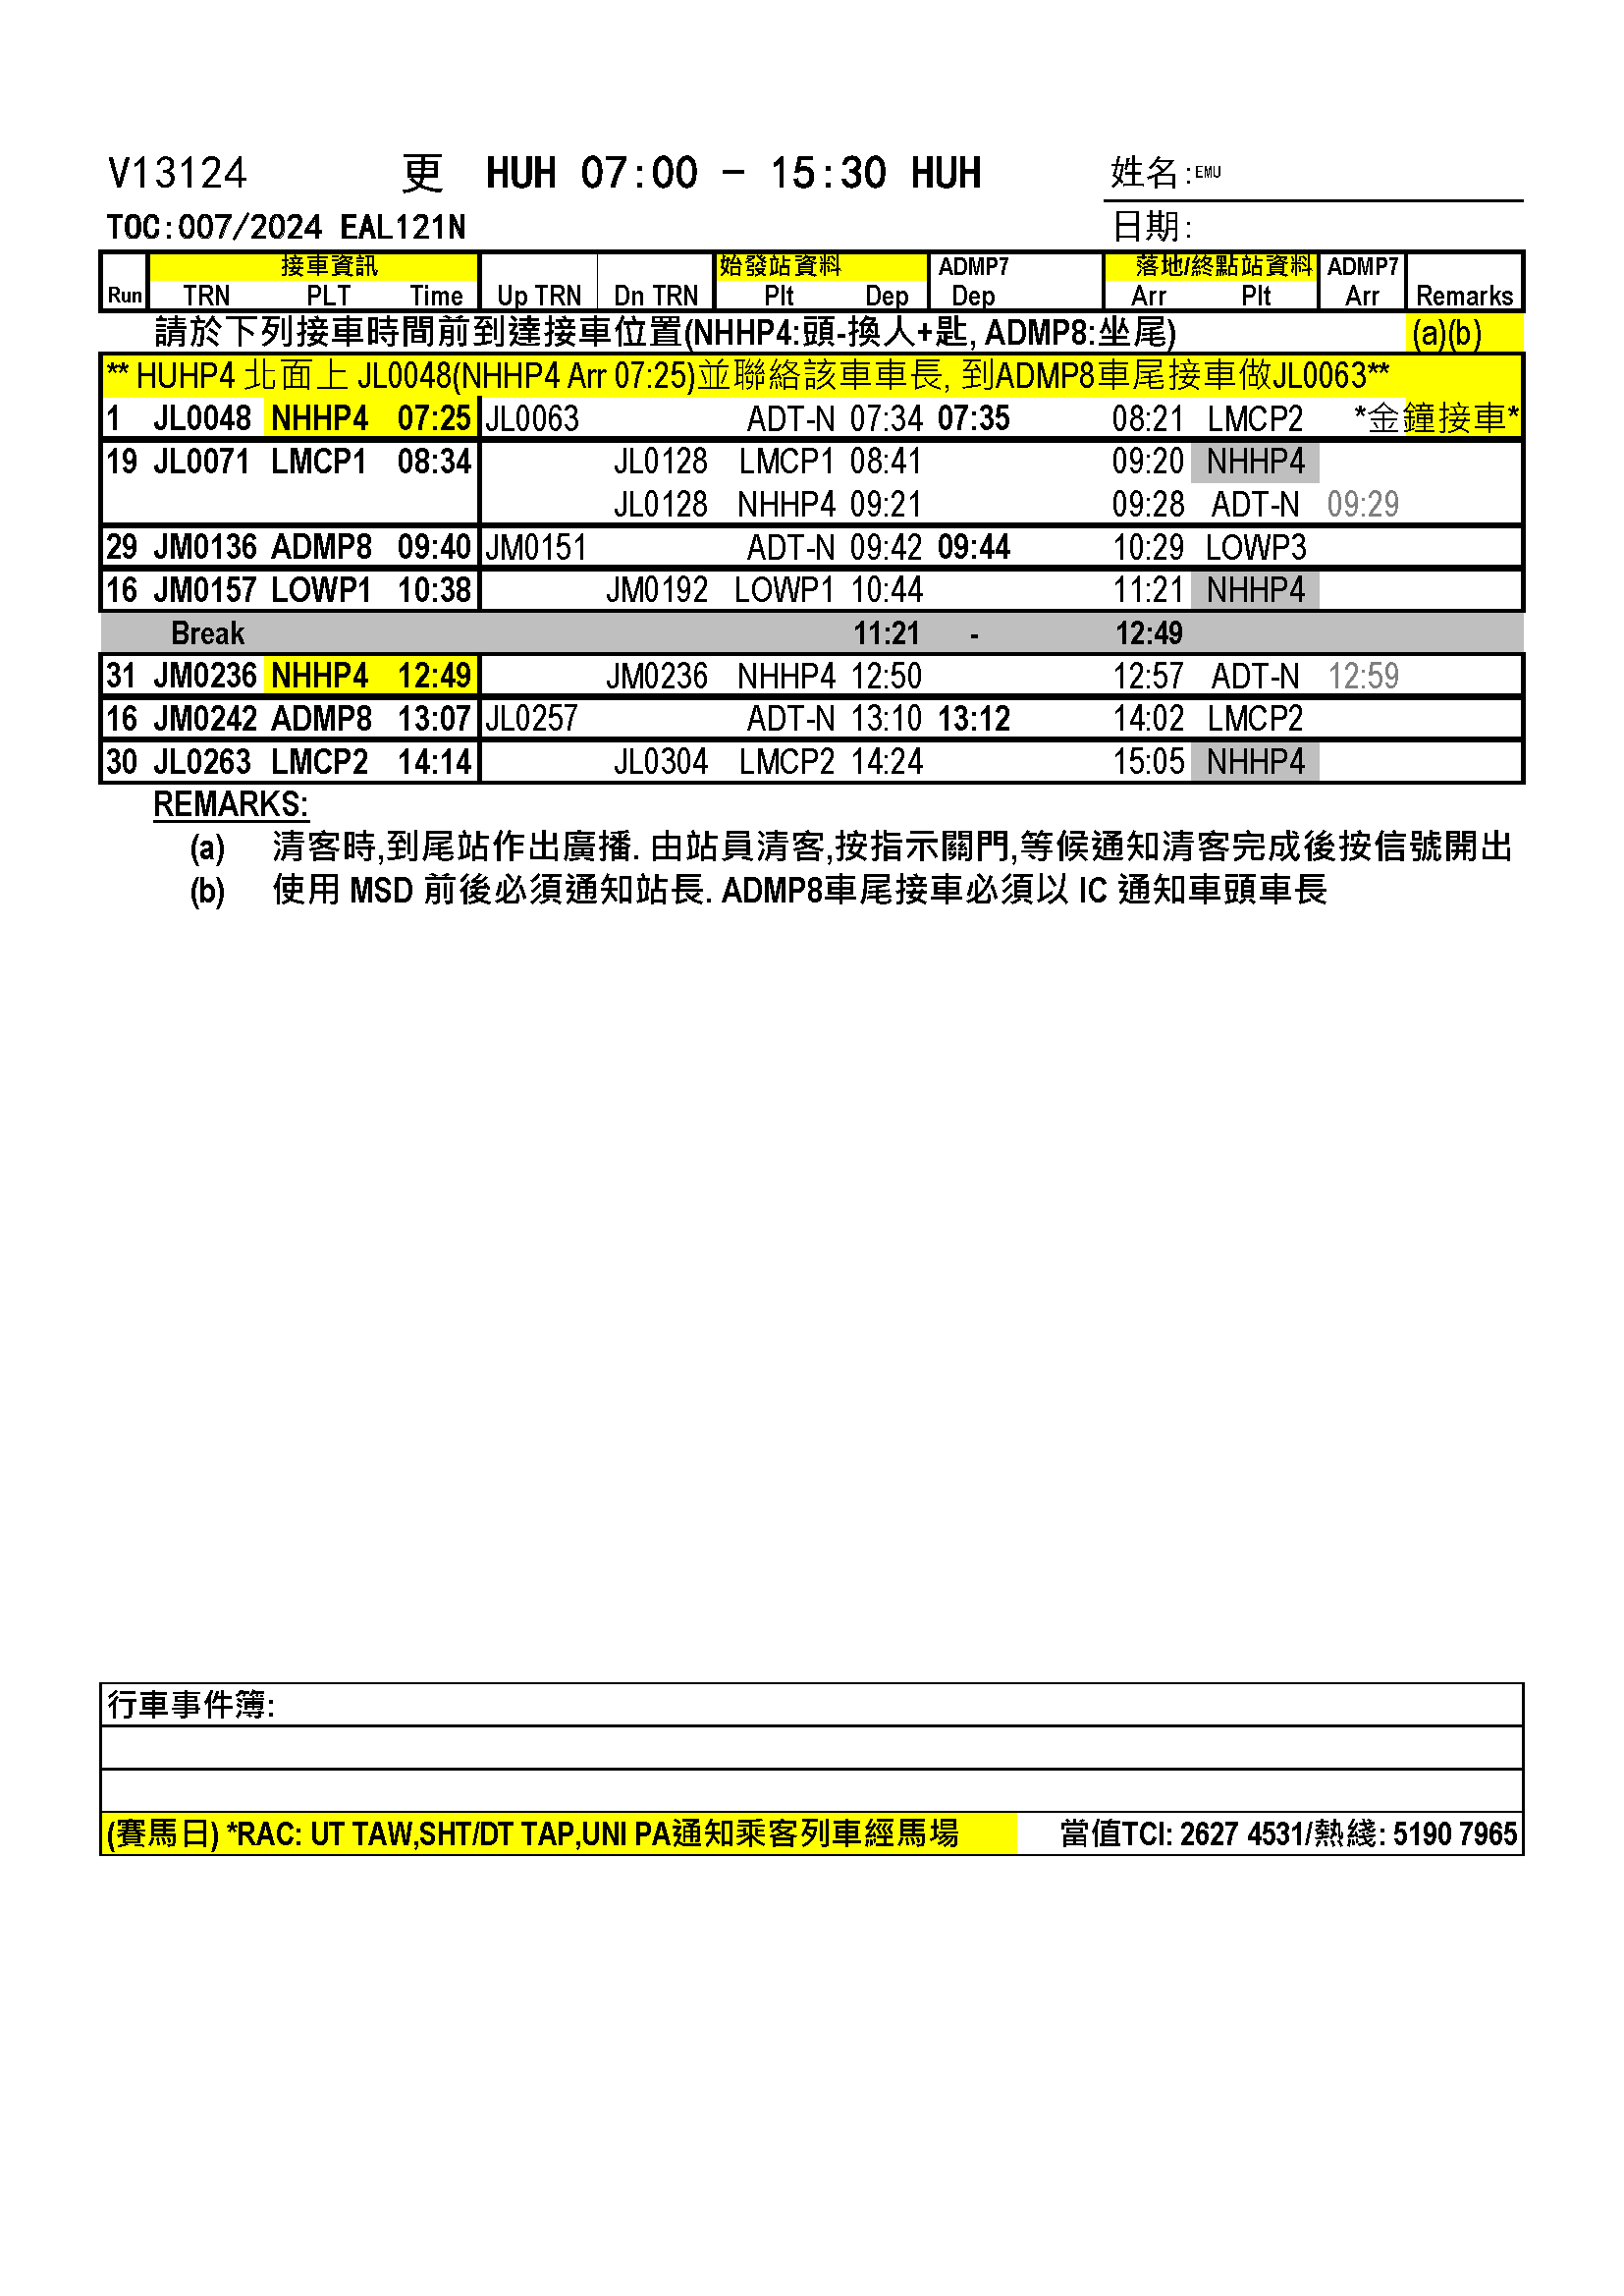 V13124 更 HUH 07:00 - 15:30 HUH 姓名:EMU
TOC:007/2024 EAL121N 日期:
接車資訊 始發站資料 ADMP7 落地/終點站資料 ADMP7
Run TRN PLT Time Up TRN Dn TRN Plt Dep Dep Arr Plt Arr Remarks
請於下列接車時間前到達接車位置(NHHP4:頭-換人+匙, ADMP8:坐尾) (a)(b)
** HUHP4 北面上 JL0048(NHHP4 Arr 07:25)並聯絡該車車長, 到ADMP8車尾接車做JL0063**
1 JL0048 NHHP4 07:25 JL0063 ADT-N 07:34 07:35 08:21 LMCP2 *金鐘接車*
19 JL0071 LMCP1 08:34 JL0128 LMCP1 08:41 09:20 NHHP4
JL0128 NHHP4 09:21 09:28 ADT-N 09:29
29 JM0136 ADMP8 09:40 JM0151 ADT-N 09:42 09:44 10:29 LOWP3
16 JM0157 LOWP1 10:38 JM0192 LOWP1 10:44 11:21 NHHP4
Break 11:21 - 12:49
31 JM0236 NHHP4 12:49 JM0236 NHHP4 12:50 12:57 ADT-N 12:59
16 JM0242 ADMP8 13:07 JL0257 ADT-N 13:10 13:12 14:02 LMCP2
30 JL0263 LMCP2 14:14 JL0304 LMCP2 14:24 15:05 NHHP4
REMARKS:
(a) 清客時,到尾站作出廣播. 由站員清客,按指示關門,等候通知清客完成後按信號開出
(b) 使用 MSD 前後必須通知站長. ADMP8車尾接車必須以 IC 通知車頭車長
行車事件簿:
(賽馬日) *RAC: UT TAW,SHT/DT TAP,UNI PA通知乘客列車經馬場 當值TCI: 2627 4531/熱綫: 5190 7965